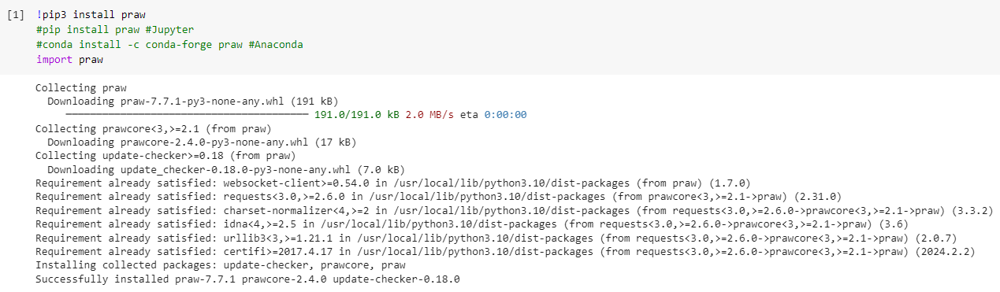 [1] !pip3 install praw
#pip install praw #Jupyter
#conda install -c conda-forge praw #Anaconda
import praw
Collecting praw
Downloading praw-7.7.1-py3-none-any.whl (191 kB)
191.0/191.0 kB 2.0 MB/s eta 0:00:00
Collecting prawcore<3,>=2.1 (from praw)
Downloading prawcore-2.4.0-py3-none-any.whl (17 kB)
Collecting update-checker>=0.18 (from praw)
Downloading update_checker-0.18.0-py3-none-any.whl (7.0 kB)
Requirement already satisfied: websocket-client>=0.54.0 in /usr/local/lib/python3.10/dist-packages (from praw) (1.7.0)
Requirement already satisfied: requests<3.0,>=2.6.0 in /usr/local/lib/python3.10/dist-packages (from prawcore<3,>=2.1->praw) (2.31.0)
Requirement already satisfied: charset-normalizer<4,>=2 in /usr/local/lib/python3.10/dist-packages (from requests<3.0,>=2.6.0->prawcore<3,>=2.1->praw) (3.3.2)
Requirement already satisfied: idna<4,>=2.5 in /usr/local/lib/python3.10/dist-packages (from requests<3.0,>=2.6.0->prawcore<3,>=2.1->praw) (3.6)
Requirement already satisfied: urllib3<3,>=1.21.1 in /usr/local/lib/python3.10/dist-packages (from requests<3.0,>=2.6.0->prawcore<3,>=2.1->praw) (2.0.7)
Requirement already satisfied: certifi>=2017.4.17 in /usr/local/lib/python3.10/dist-packages (from requests<3.0,>=2.6.0->prawcore<3,>=2.1->praw) (2024.2.2)
Installing collected packages: update-checker, prawcore, praw
Successfully installed praw-7.7.1 prawcore-2.4.0 update-checker-0.18.0